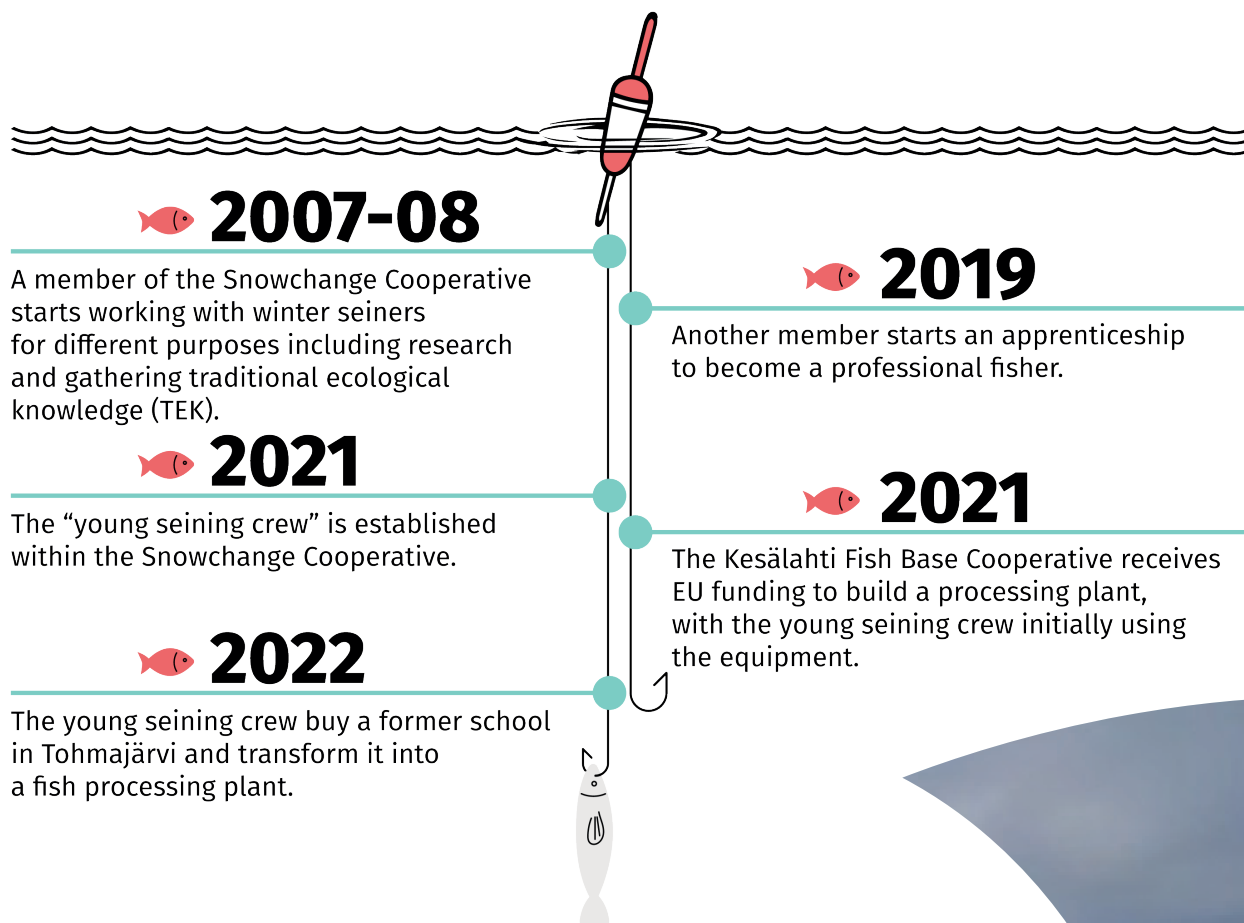 2007-08
A member of the Snowchange Cooperative
starts working with winter seiners
for different purposes including research
and gathering traditional ecological
knowledge (TEK).
2019
Another member starts an apprenticeship
to become a professional fisher.
2021
The “young seining crew” is established
within the Snowchange Cooperative.
2021
The Kesälahti Fish Base Cooperative receives
EU funding to build a processing plant,
with the young seining crew initially using
the equipment.
2022
The young seining crew buy a former school
in Tohmajärvi and transform it into
a fish processing plant.